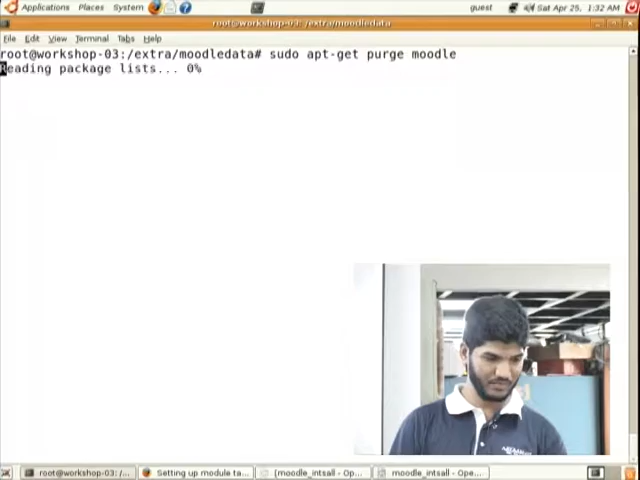 Applications Places System guest Sat Apr 25, 1:32 AM
root@workshop-03:/extra/moodledata
File Edit View Terminal Tabs Help
root@workshop-03:/extra/moodledata# sudo apt-get purge moodle
Reading package lists... 0%
root@workshop-03: /... Setting up module ta... [moodle_intsall - Op... moodle_intsall - Ope...